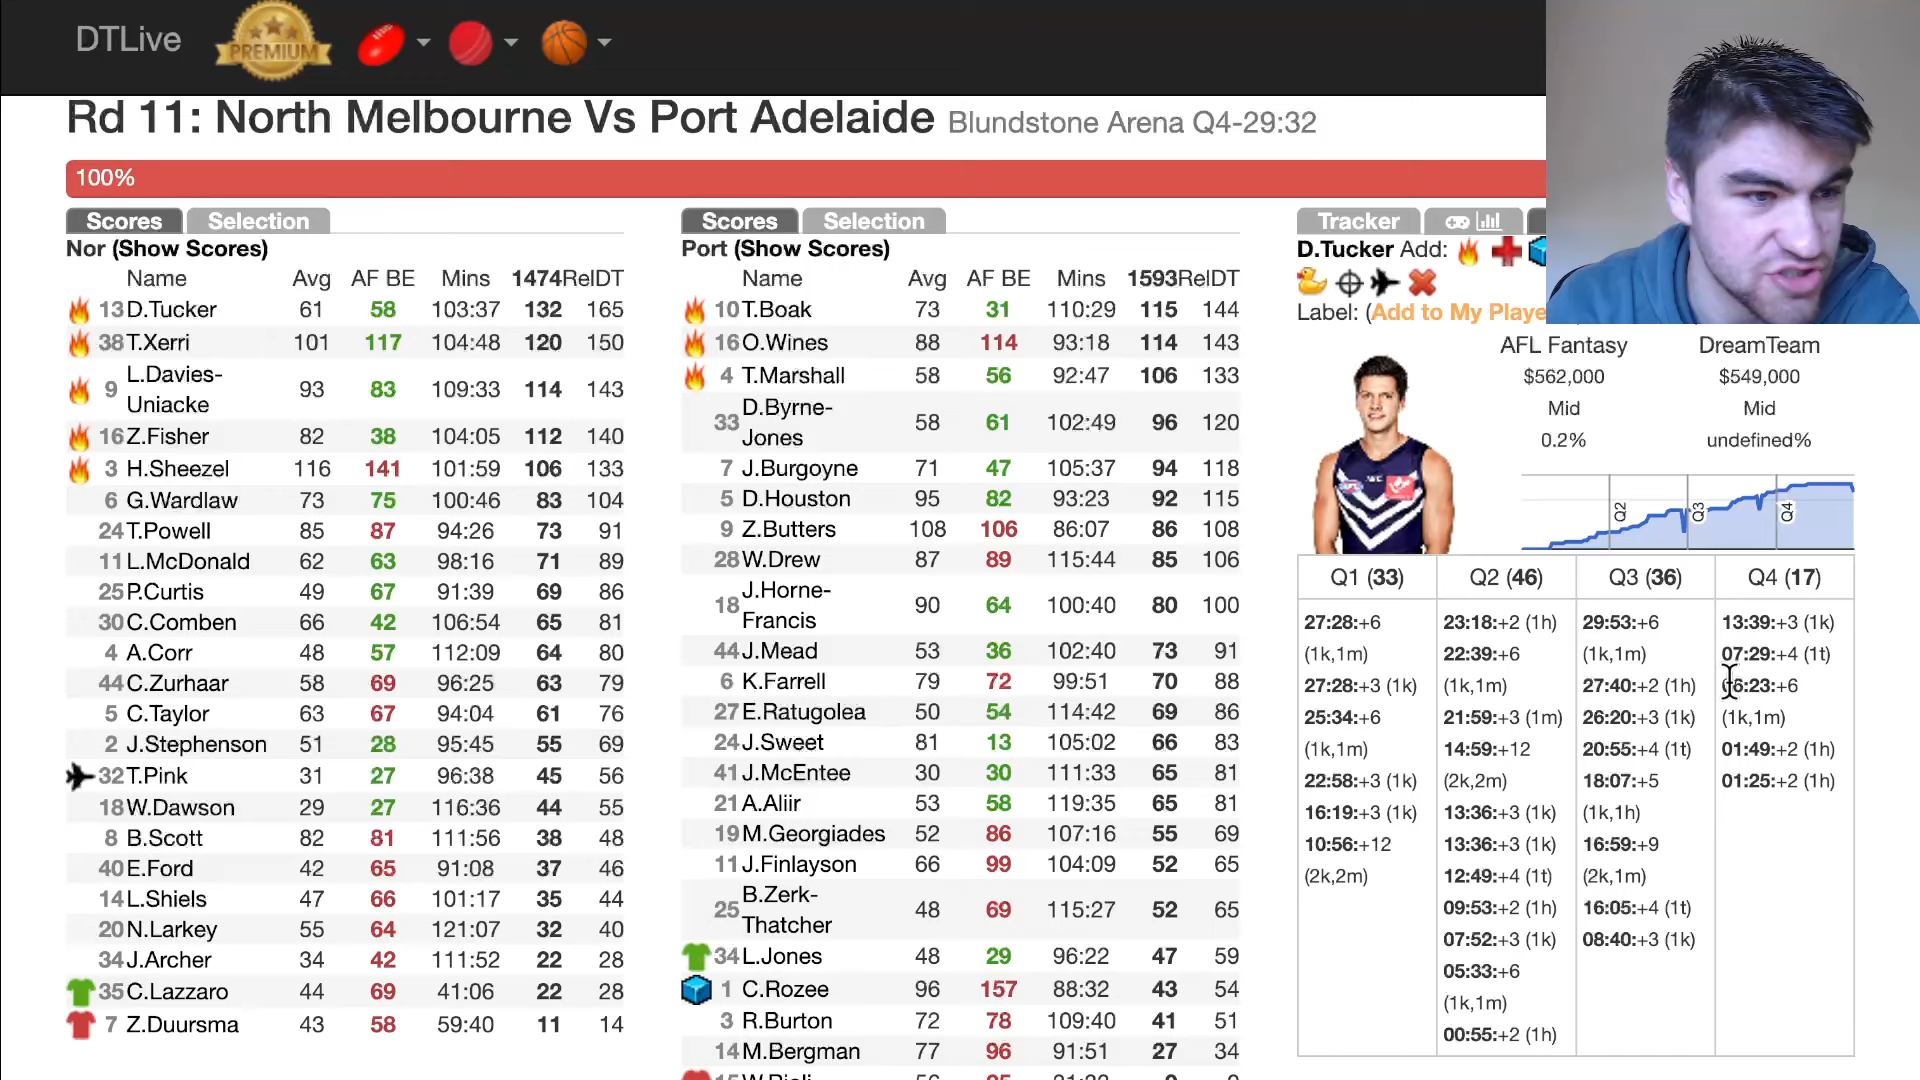 DTLive
PREMIUM
Rd 11: North Melbourne Vs Port Adelaide Blundstone Arena Q4-29:32
100%
Scores Selection
Nor (Show Scores)
Name Avg AF BE Mins 1474RelDT
13 D.Tucker 61 58 103:37 132 165
38 T.Xerri 101 117 104:48 120 150
9 L.Davies-
Uniacke 93 83 109:33 114 143
16 Z.Fisher 82 38 104:05 112 140
3 H.Sheezel 116 141 101:59 106 133
6 G.Wardlaw 73 75 100:46 83 104
24 T.Powell 85 87 94:26 73 91
11 L.McDonald 62 63 98:16 71 89
25 P.Curtis 49 67 91:39 69 86
30 C.Comben 66 42 106:54 65 81
4 A.Corr 48 57 112:09 64 80
44 C.Zurhaar 58 69 96:25 63 79
5 C.Taylor 63 67 94:04 61 76
2 J.Stephenson 51 28 95:45 55 69
32 T.Pink 31 27 96:38 45 56
18 W.Dawson 29 27 116:36 44 55
8 B.Scott 82 81 111:56 38 48
40 E.Ford 42 65 91:08 37 46
14 L.Shiels 47 66 101:17 35 44
20 N.Larkey 55 64 121:07 32 40
34 J.Archer 34 42 111:52 22 28
35 C.Lazzaro 44 69 41:06 22 28
7 Z.Duursma 43 58 59:40 11 14
Scores Selection
Port (Show Scores)
Name Avg AF BE Mins 1593RelDT
10 T.Boak 73 31 110:29 115 144
16 O.Wines 88 114 93:18 114 143
4 T.Marshall 58 56 92:47 106 133
33 D.Byrne-
Jones 58 61 102:49 96 120
7 J.Burgoyne 71 47 105:37 94 118
5 D.Houston 95 82 93:23 92 115
9 Z.Butters 108 106 86:07 86 108
28 W.Drew 87 89 115:44 85 106
18 J.Horne-
Francis 90 64 100:40 80 100
44 J.Mead 53 36 102:40 73 91
6 K.Farrell 79 72 99:51 70 88
27 E.Ratugolea 50 54 114:42 69 86
24 J.Sweet 81 13 105:02 66 83
41 J.McEntee 30 30 111:33 65 81
21 A.Aliir 53 58 119:35 65 81
19 M.Georgiades 52 86 107:16 55 69
11 J.Finlayson 66 99 104:09 52 65
25 B.Zerk-
Thatcher 48 69 115:27 52 65
34 L.Jones 48 29 96:22 47 59
1 C.Rozee 96 157 88:32 43 54
3 R.Burton 72 78 109:40 41 51
14 M.Bergman 77 96 91:51 27 34
Tracker
D.Tucker Add:
Label: (Add to My Playe
AFL Fantasy DreamTeam
$562,000 $549,000
Mid Mid
0.2% undefined%
Q2 Q3 Q4
Q1 (33) Q2 (46) Q3 (36) Q4 (17)
27:28:+6
(1k,1m)
27:28:+3 (1k)
25:34:+6
(1k,1m)
22:58:+3 (1k)
16:19:+3 (1k)
10:56:+12
(2k,2m)
23:18:+2 (1h)
22:39:+6
(1k,1m)
21:59:+3 (1m)
14:59:+12
(2k,2m)
13:36:+3 (1k)
13:36:+3 (1k)
12:49:+4 (1t)
09:53:+2 (1h)
07:52:+3 (1k)
05:33:+6
(1k,1m)
00:55:+2 (1h)
29:53:+6
(1k,1m)
27:40:+2 (1h)
26:20:+3 (1k)
20:55:+4 (1t)
18:07:+5
(1k,1h)
16:59:+9
(2k,1m)
16:05:+4 (1t)
08:40:+3 (1k)
13:39:+3 (1k)
07:29:+4 (1t)
06:23:+6
(1k,1m)
01:49:+2 (1h)
01:25:+2 (1h)